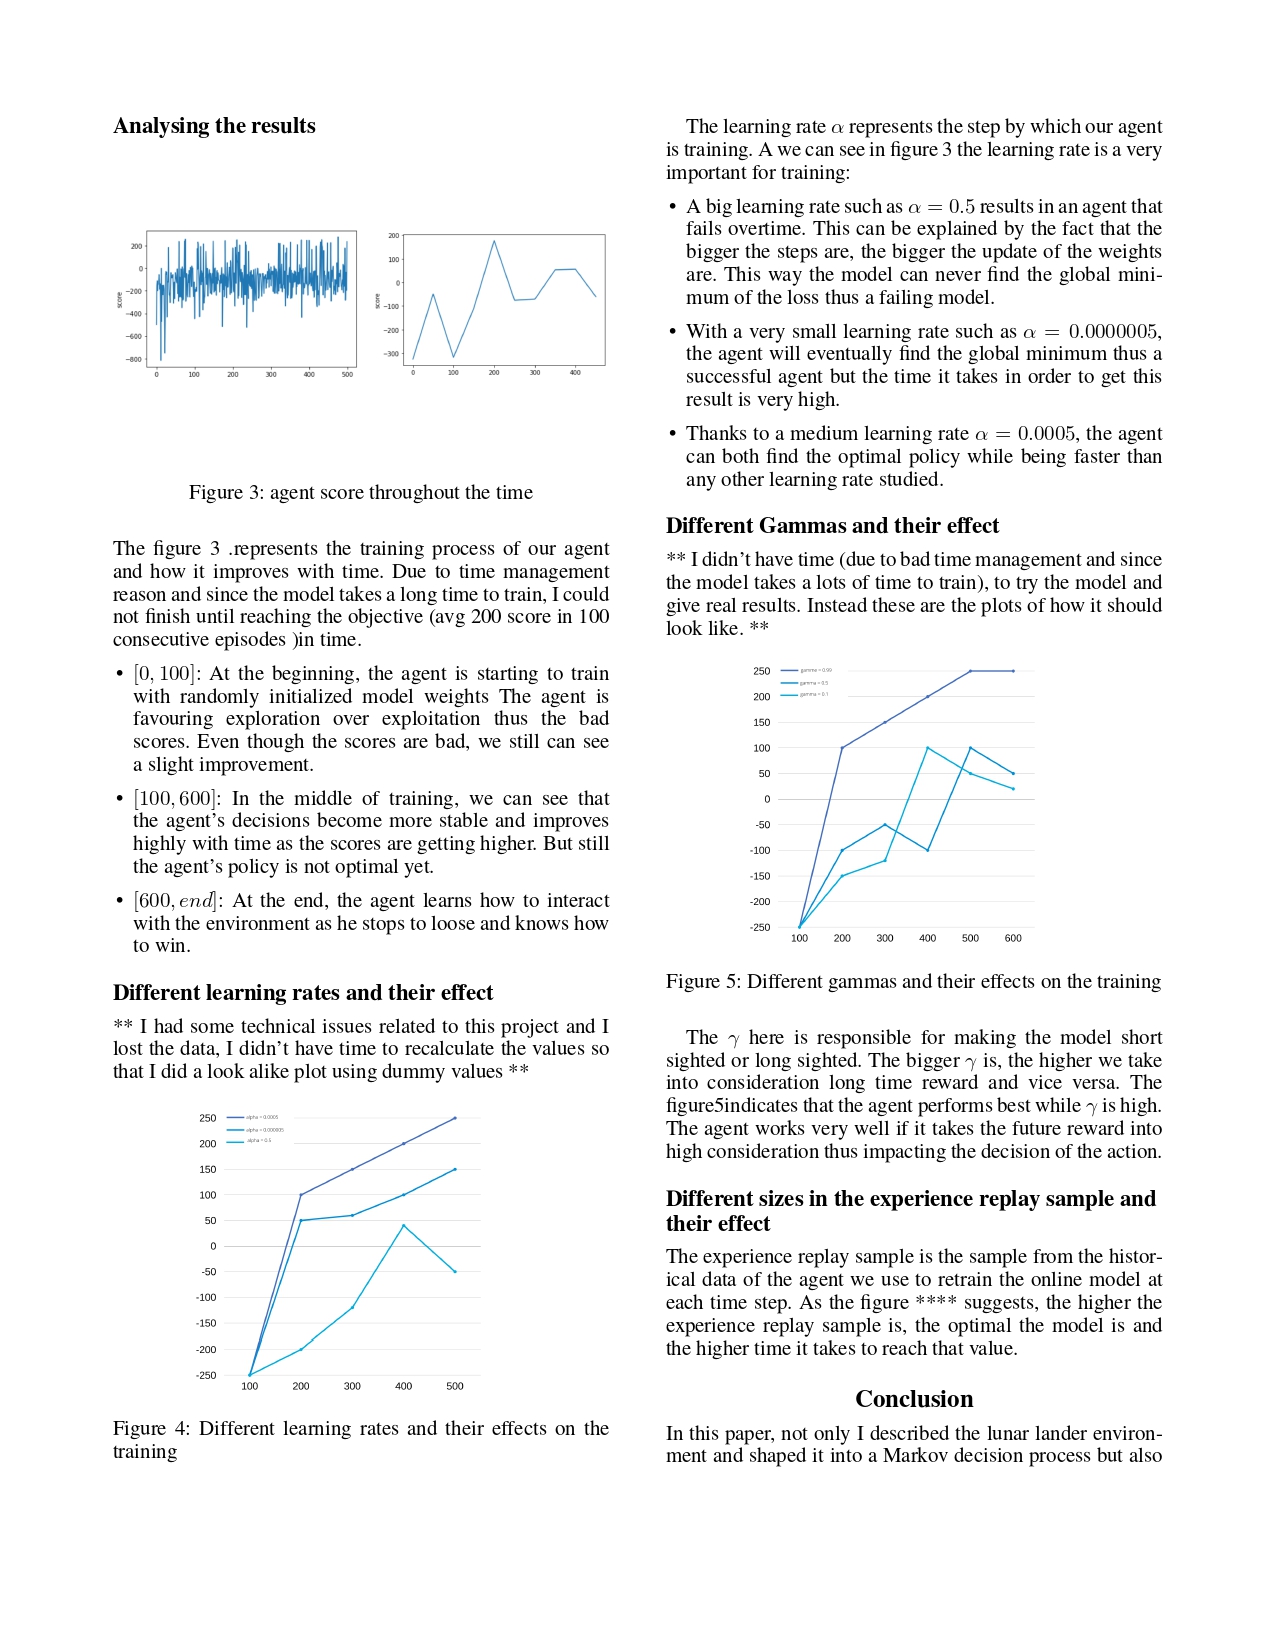 Analysing the results
200
0
−200
−400
−600
−800
score
0 100 200 300 400 500
200
100
0
−100
−200
−300
score
0 100 200 300 400
Figure 3: agent score throughout the time
The figure 3 .represents the training process of our agent
and how it improves with time. Due to time management
reason and since the model takes a long time to train, I could
not finish until reaching the objective (avg 200 score in 100
consecutive episodes )in time.
• [0, 100]: At the beginning, the agent is starting to train
with randomly initialized model weights The agent is
favouring exploration over exploitation thus the bad
scores. Even though the scores are bad, we still can see
a slight improvement.
• [100, 600]: In the middle of training, we can see that
the agent’s decisions become more stable and improves
highly with time as the scores are getting higher. But still
the agent’s policy is not optimal yet.
• [600, end]: At the end, the agent learns how to interact
with the environment as he stops to loose and knows how
to win.
Different learning rates and their effect
** I had some technical issues related to this project and I
lost the data, I didn’t have time to recalculate the values so
that I did a look alike plot using dummy values **
alpha = 0.0005
alpha = 0.000005
alpha = 0.5
250
200
150
100
50
0
-50
-100
-150
-200
-250
100 200 300 400 500
Figure 4: Different learning rates and their effects on the
training
The learning rate α represents the step by which our agent
is training. A we can see in figure 3 the learning rate is a very
important for training:
• A big learning rate such as α = 0.5 results in an agent that
fails overtime. This can be explained by the fact that the
bigger the steps are, the bigger the update of the weights
are. This way the model can never find the global mini-
mum of the loss thus a failing model.
• With a very small learning rate such as α = 0.0000005,
the agent will eventually find the global minimum thus a
successful agent but the time it takes in order to get this
result is very high.
• Thanks to a medium learning rate α = 0.0005, the agent
can both find the optimal policy while being faster than
any other learning rate studied.
Different Gammas and their effect
** I didn’t have time (due to bad time management and since
the model takes a lots of time to train), to try the model and
give real results. Instead these are the plots of how it should
look like. **
gamma = 0.99
gamma = 0.5
gamma = 0.1
250
200
150
100
50
0
-50
-100
-150
-200
-250
100 200 300 400 500 600
Figure 5: Different gammas and their effects on the training
The γ here is responsible for making the model short
sighted or long sighted. The bigger γ is, the higher we take
into consideration long time reward and vice versa. The
figure5indicates that the agent performs best while γ is high.
The agent works very well if it takes the future reward into
high consideration thus impacting the decision of the action.
Different sizes in the experience replay sample and
their effect
The experience replay sample is the sample from the histor-
ical data of the agent we use to retrain the online model at
each time step. As the figure **** suggests, the higher the
experience replay sample is, the optimal the model is and
the higher time it takes to reach that value.
Conclusion
In this paper, not only I described the lunar lander environ-
ment and shaped it into a Markov decision process but also